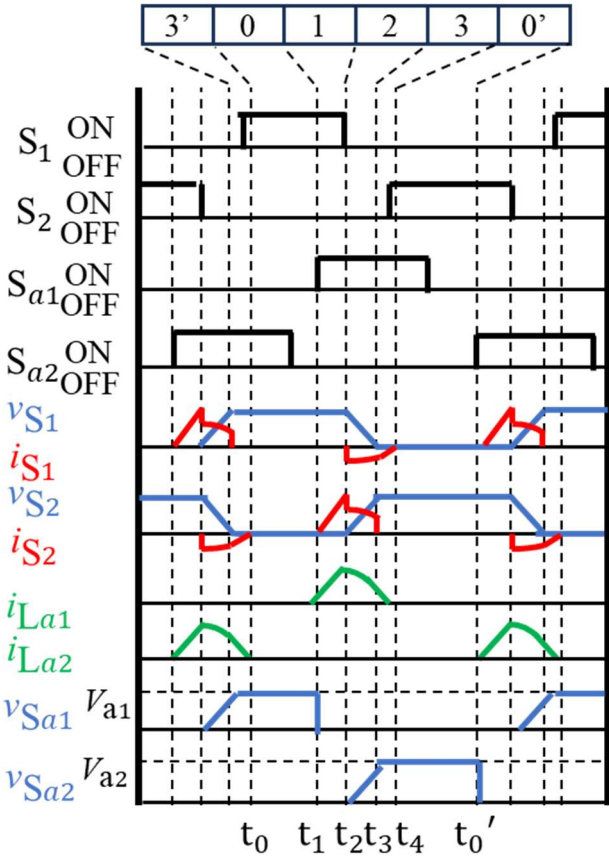 3’ 0 1 2 3 0’
S1 ON
OFF
S2 ON
OFF
Sa1 ON
OFF
Sa2 ON
OFF
vS1
iS1
vS2
iS2
iLa1
iLa2
vSa1 Va1
vSa2 Va2
t0 t1 t2 t3 t4 t0′